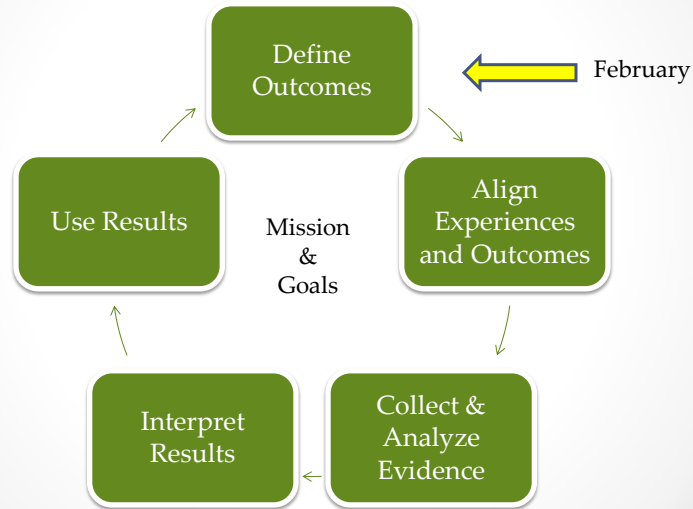 Define
Outcomes
February
Align
Experiences
and Outcomes
Collect &
Analyze
Evidence
Interpret
Results
Use Results
Mission
&
Goals